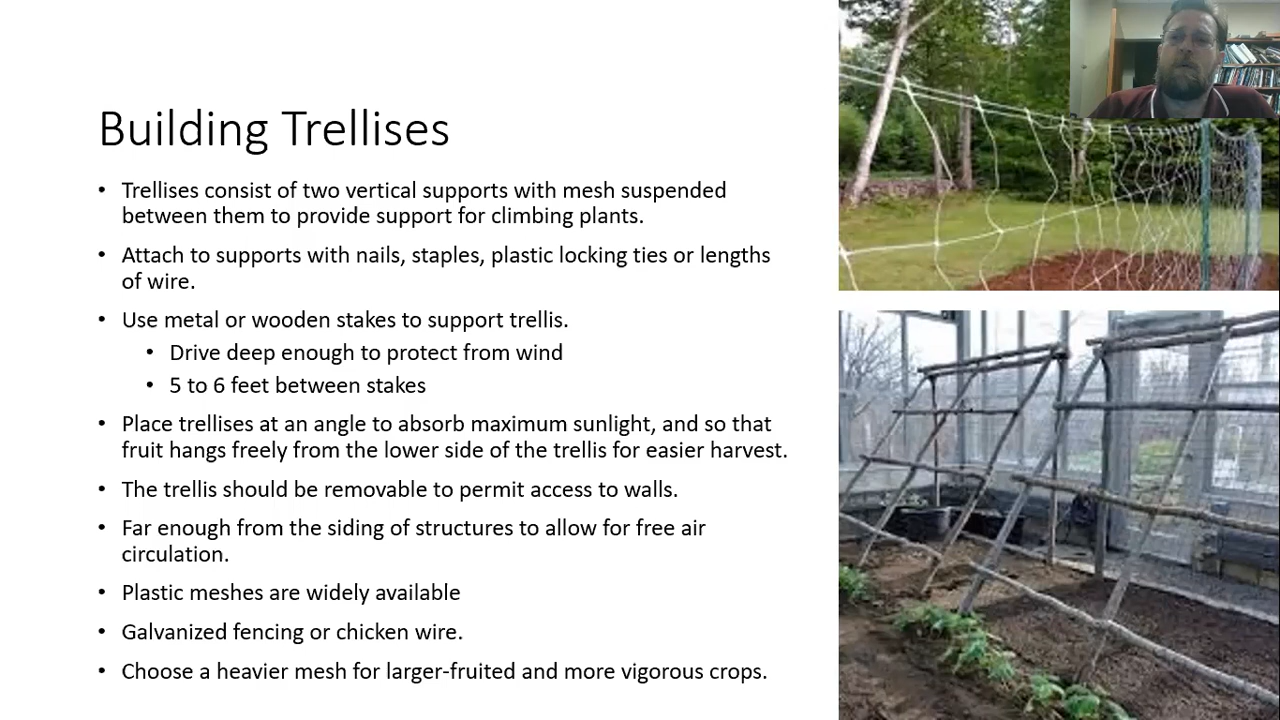 Building Trellises
• Trellises consist of two vertical supports with mesh suspended
between them to provide support for climbing plants.
• Attach to supports with nails, staples, plastic locking ties or lengths
of wire.
• Use metal or wooden stakes to support trellis.
• Drive deep enough to protect from wind
• 5 to 6 feet between stakes
• Place trellises at an angle to absorb maximum sunlight, and so that
fruit hangs freely from the lower side of the trellis for easier harvest.
• The trellis should be removable to permit access to walls.
• Far enough from the siding of structures to allow for free air
circulation.
• Plastic meshes are widely available
• Galvanized fencing or chicken wire.
• Choose a heavier mesh for larger-fruited and more vigorous crops.